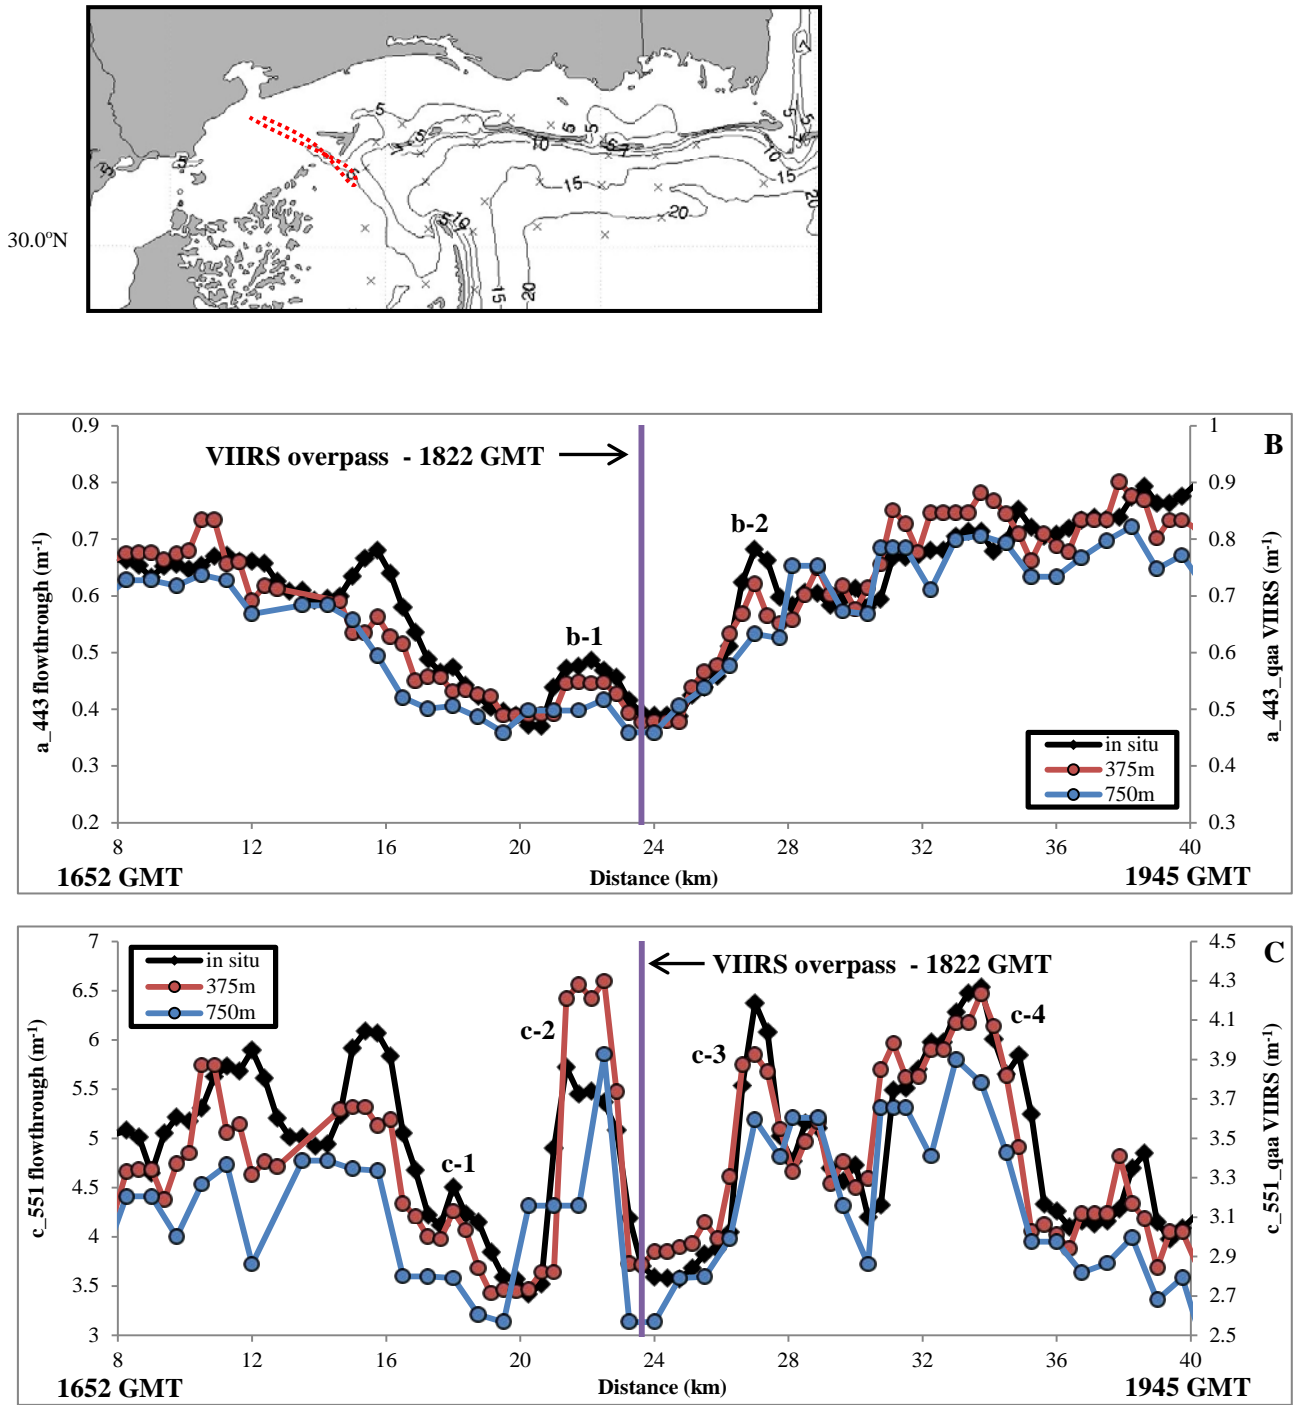 5
5
5
5
5
7
10
7
10
15
15
20
20
5
10
15
20
5
5
30.0°N
0.9
0.8
0.7
0.6
0.5
0.4
0.3
0.2
a_443 flowthrough (m-1)
VIIRS overpass - 1822 GMT
B
b-1
b-2
in situ
375m
750m
1
0.9
0.8
0.7
0.6
0.5
0.4
0.3
a_443_qaa VIIRS (m-1)
8 12 16 20 24 28 32 36 40
1652 GMT Distance (km) 1945 GMT
7
6.5
6
5.5
5
4.5
4
3.5
3
c_551 flowthrough (m-1)
in situ
375m
750m
VIIRS overpass - 1822 GMT
C
c-1
c-2
c-3
c-4
4.5
4.3
4.1
3.9
3.7
3.5
3.3
3.1
2.9
2.7
2.5
c_551_qaa VIIRS (m-1)
8 12 16 20 24 28 32 36 40
1652 GMT Distance (km) 1945 GMT